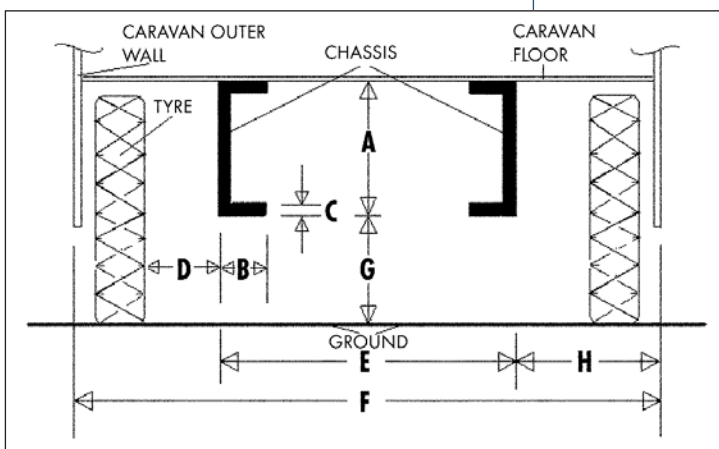 CARAVAN OUTER
WALL
CHASSIS
CARAVAN
FLOOR
TYRE
A
C
D
B
G
GROUND
E
H
F